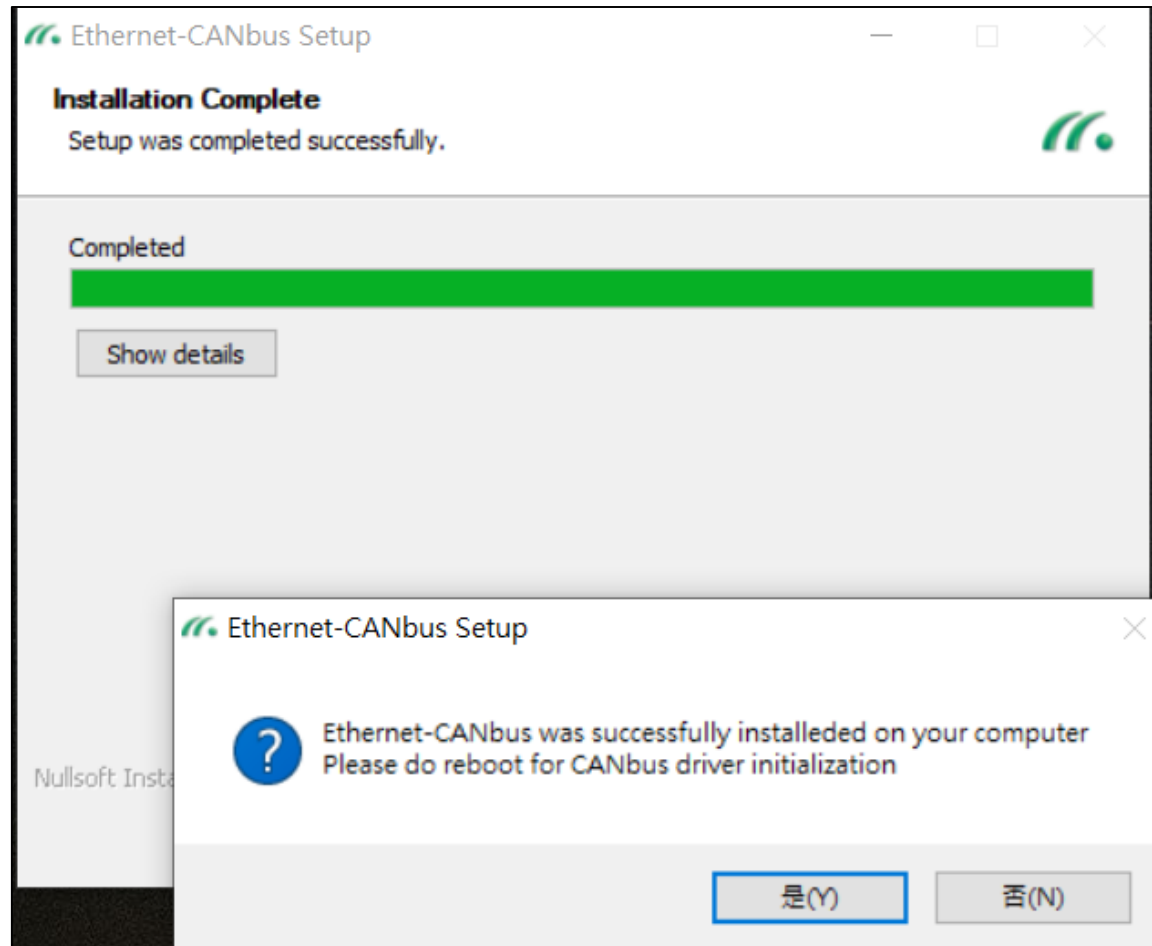 Ethernet-CANbus Setup
Installation Complete
Setup was completed successfully.
Completed
Show details
Nullsoft Insta
Ethernet-CANbus Setup
Ethernet-CANbus was successfully installeded on your computer
Please do reboot for CANbus driver initialization
是(Y)
否(N)